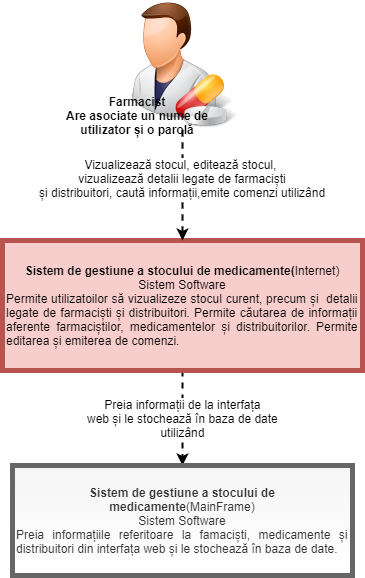 Farmacist
Are asociate un nume de
utilizator și o parolă
Vizualizează stocul, editează stocul,
vizualizează detalii legate de farmaciști
și distribuitori, caută informații,emite comenzi utilizând
Sistem de gestiune a stocului de medicamente(Internet)
Sistem Software
Permite utilizatoilor să vizualizeze stocul curent, precum și detalii
legate de farmaciști și distribuitori. Permite căutarea de informații
aferente farmaciștilor, medicamentelor și distribuitorilor. Permite
editarea și emiterea de comenzi.
Preia informații de la interfața
web și le stochează în baza de date
utilizând
Sistem de gestiune a stocului de
medicamente(MainFrame)
Sistem Software
Preia informațiile referitoare la famaciști, medicamente și
distribuitori din interfața web și le stochează în baza de date.